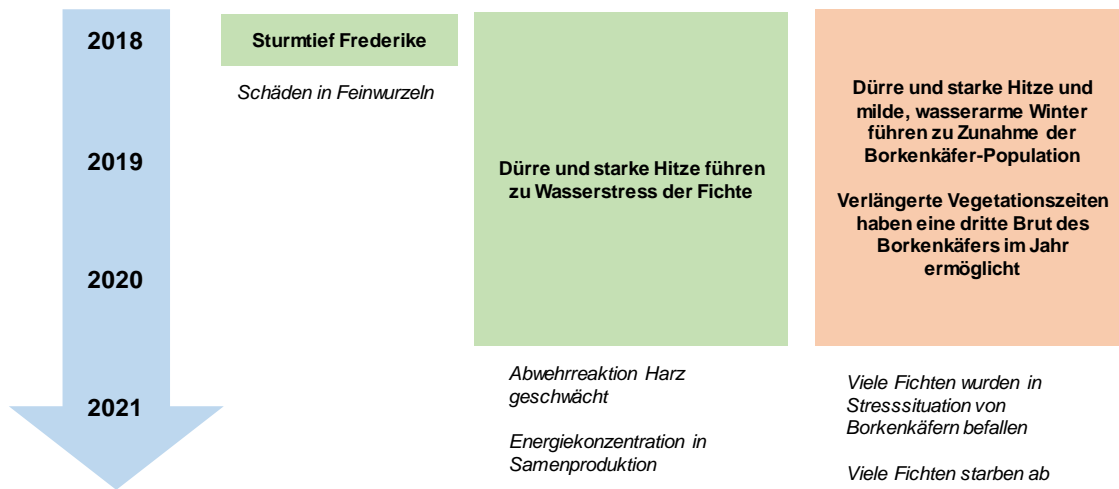 2018
2019
2020
2021
Sturmtief Frederike
Schäden in Feinwurzeln
Dürre und starke Hitze führen
zu Wasserstress der Fichte
Abwehrreaktion Harz
geschwächt
Energiekonzentration in
Samenproduktion
Dürre und starke Hitze und
milde, wasserarme Winter
führen zu Zunahme der
Borkenkäfer-Population
Verlängerte Vegetationszeiten
haben eine dritte Brut des
Borkenkäfers im Jahr
ermöglicht
Viele Fichten wurden in
Stresssituation von
Borkenkäfern befallen
Viele Fichten starben ab